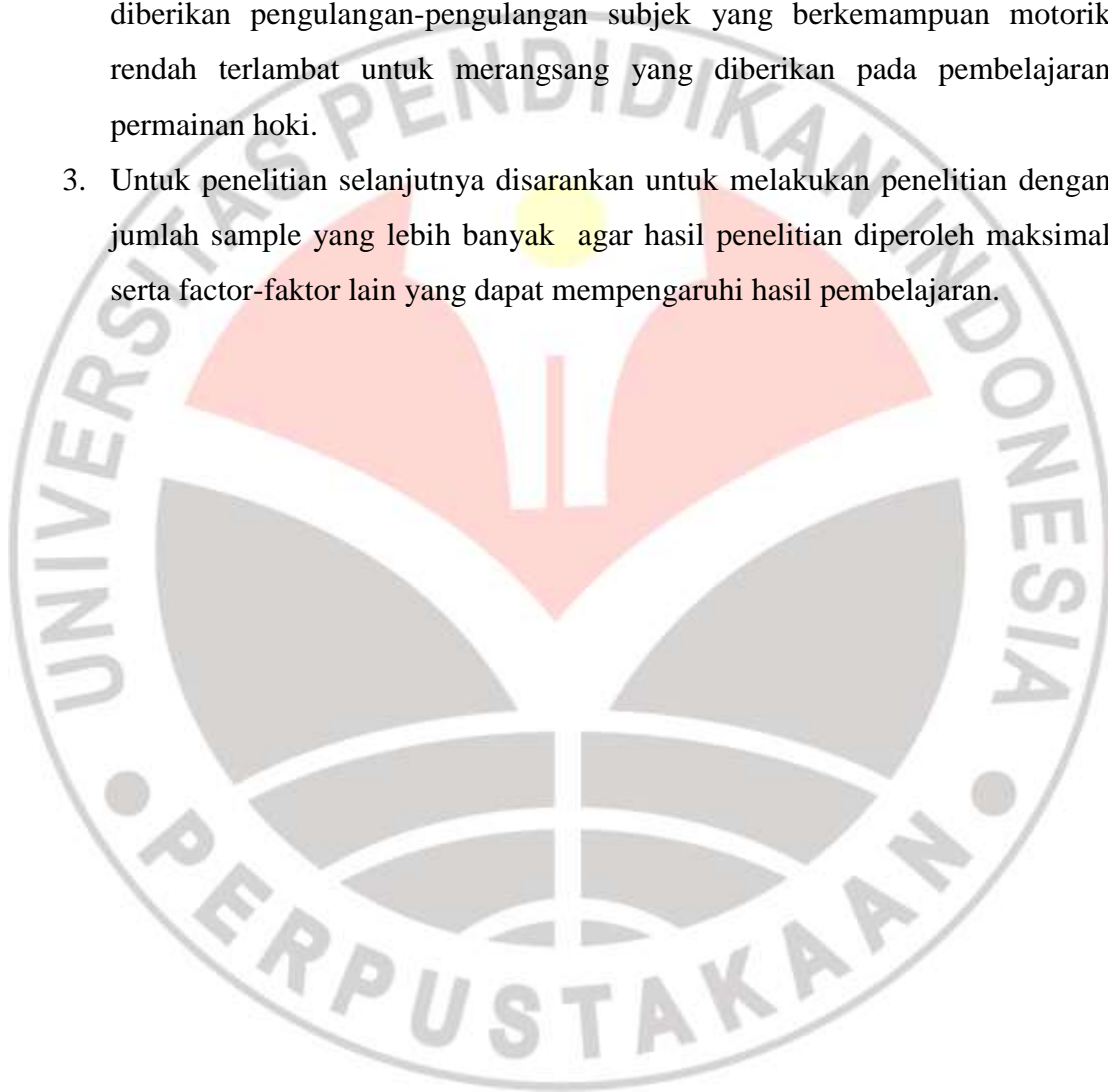 diberikan pengulangan-pengulangan subjek yang berkemampuan motorik
rendah terlambat untuk merangsang yang diberikan pada pembelajaran
permainan hoki.
3. Untuk penelitian selanjutnya disarankan untuk melakukan penelitian dengan
jumlah sample yang lebih banyak agar hasil penelitian diperoleh maksimal
serta factor-faktor lain yang dapat mempengaruhi hasil pembelajaran.
UNIVERSITAS PENDIDIKAN INDONESIA
PERPUSTAKAAN